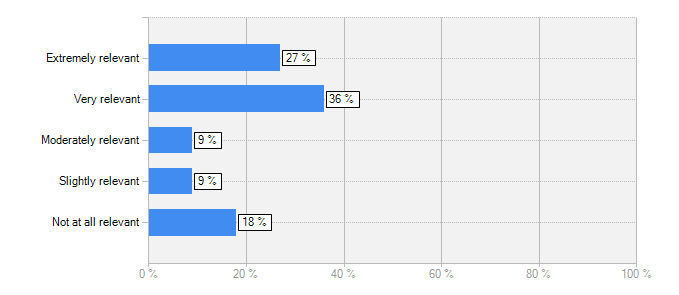 Extremely relevant 27 %
Very relevant 36 %
Moderately relevant 9 %
Slightly relevant 9 %
Not at all relevant 18 %
0 % 20 % 40 % 60 % 80 % 100 %